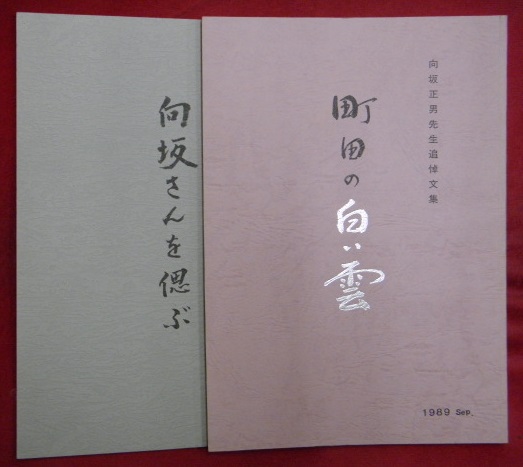 向坂正男先生追悼文集
町田の白い雲
1989 Sep.
向坂さんを偲ぶ